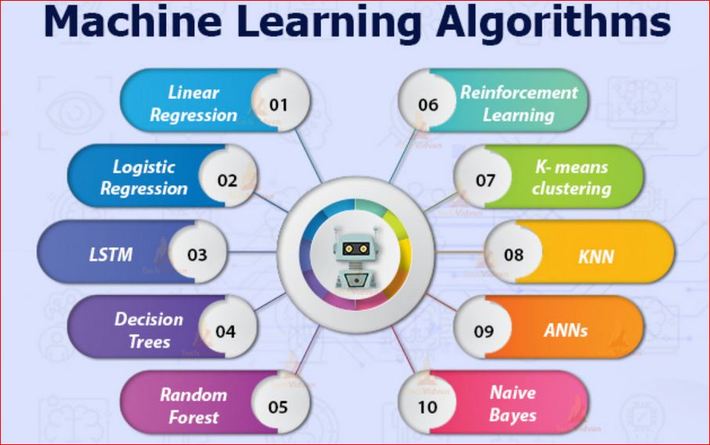 Machine Learning Algorithms
Linear
Regression
01
Logistic
Regression
02
LSTM
03
Decision
Trees
04
Random
Forest
05
06
Reinforcement
Learning
07
K- means
clustering
08
KNN
09
ANNs
10
Naive
Bayes